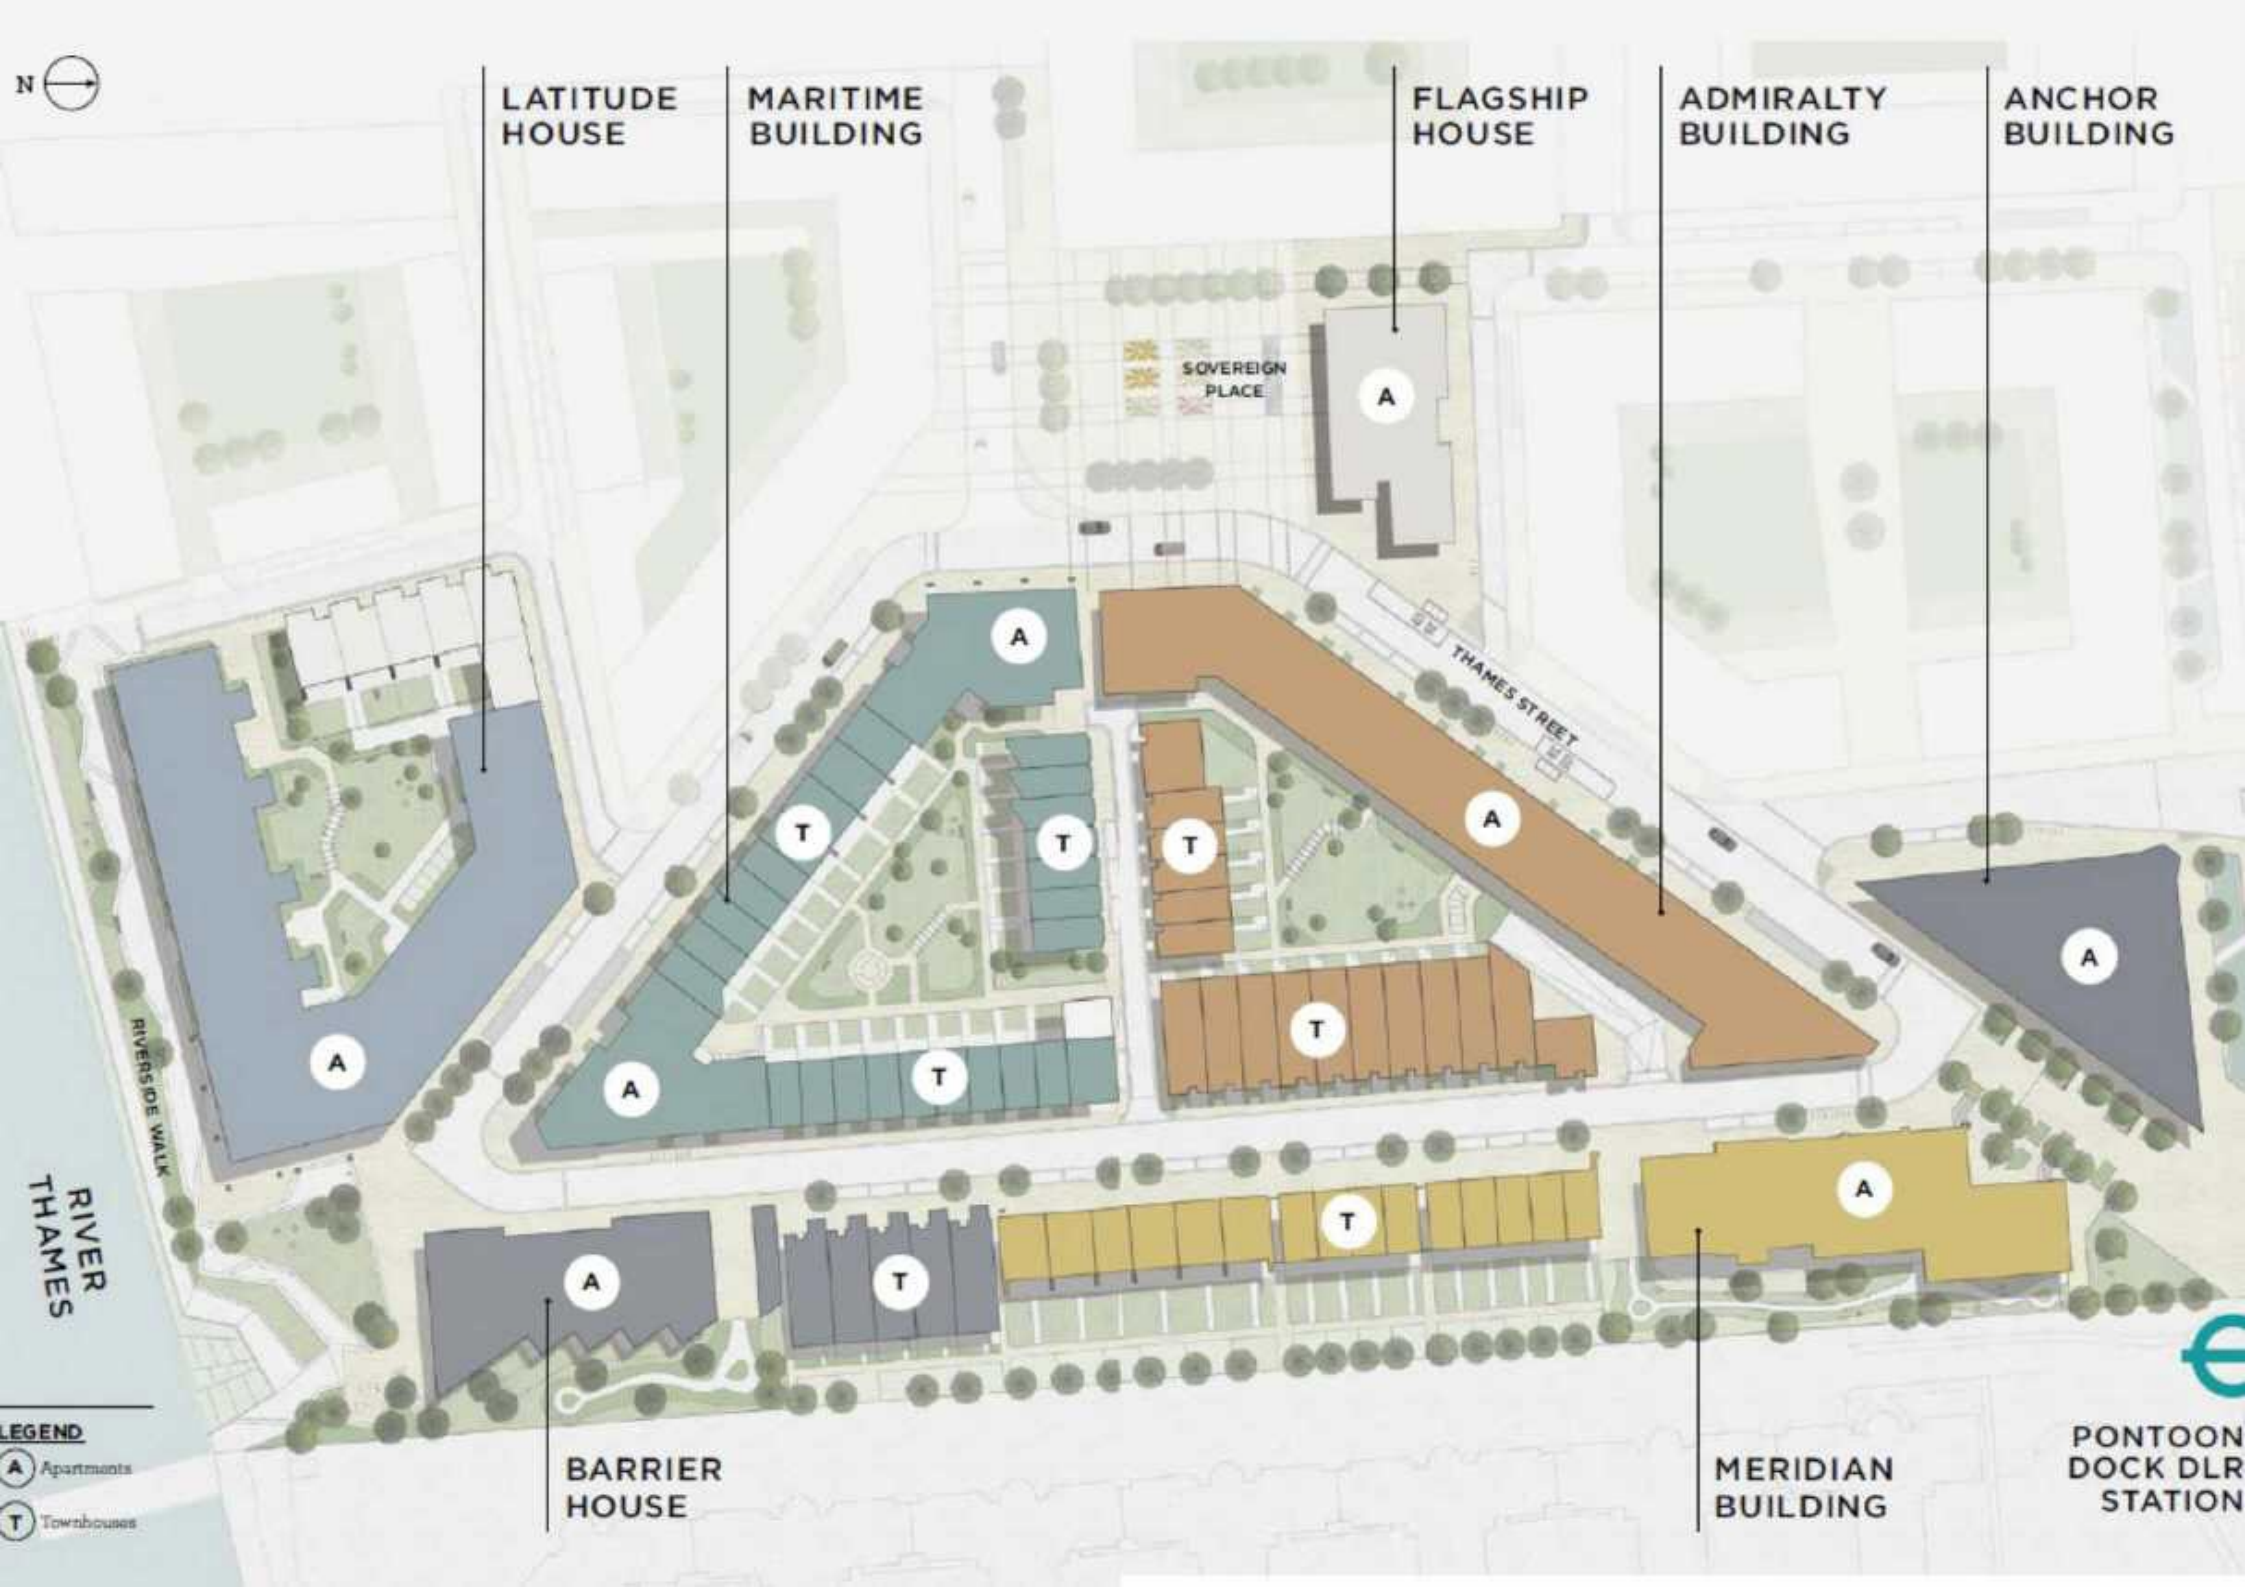 N
LATITUDE
HOUSE
MARITIME
BUILDING
FLAGSHIP
HOUSE
ADMIRALTY
BUILDING
ANCHOR
BUILDING
SOVEREIGN
PLACE
A
A
THAMES STREET
T
T
T
A
A
A
A
T
T
T
A
A
A
T
T
RIVERSIDE WALK
RIVER
THAMES
LEGEND
A Apartments
T Townhouses
BARRIER
HOUSE
MERIDIAN
BUILDING
PONTOON
DOCK DLR
STATION